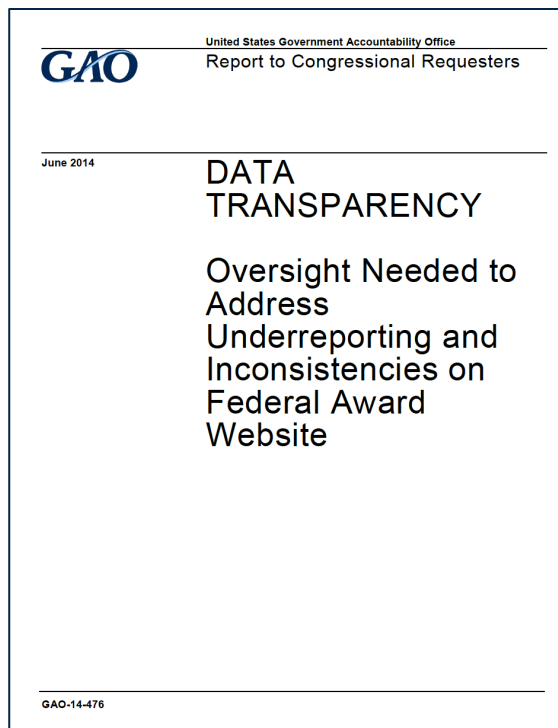 United States Government Accountability Office
GAO
Report to Congressional Requesters
June 2014
DATA
TRANSPARENCY
Oversight Needed to
Address
Underreporting and
Inconsistencies on
Federal Award
Website
GAO-14-476